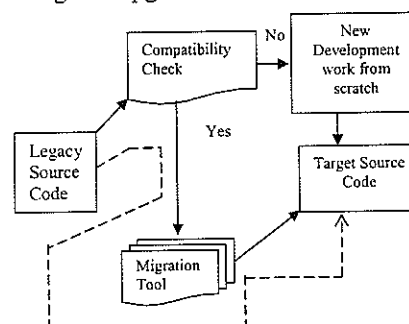 Compatibility
Check
No
New
Development
work from
scratch
Yes
Legacy
Source
Code
Target Source
Code
Migration
Tool